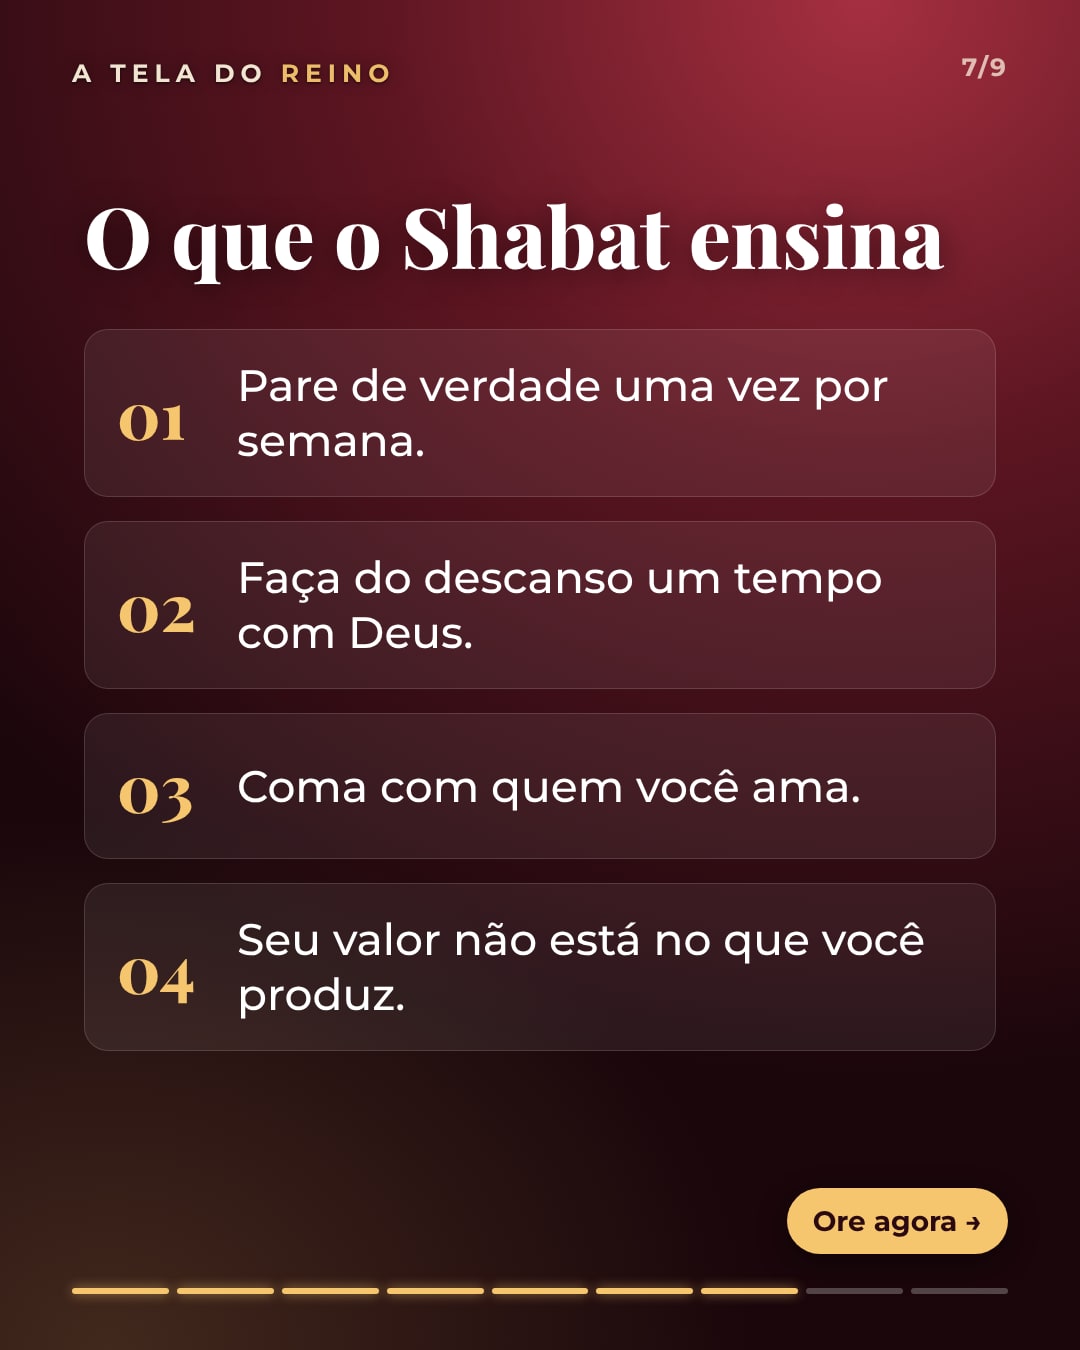 A TELA DO REINO
7/9
O que o Shabat ensina
01
Pare de verdade uma vez por
semana.
02
Faça do descanso um tempo
com Deus.
03
Coma com quem você ama.
04
Seu valor não está no que você
produz.
Ore agora →